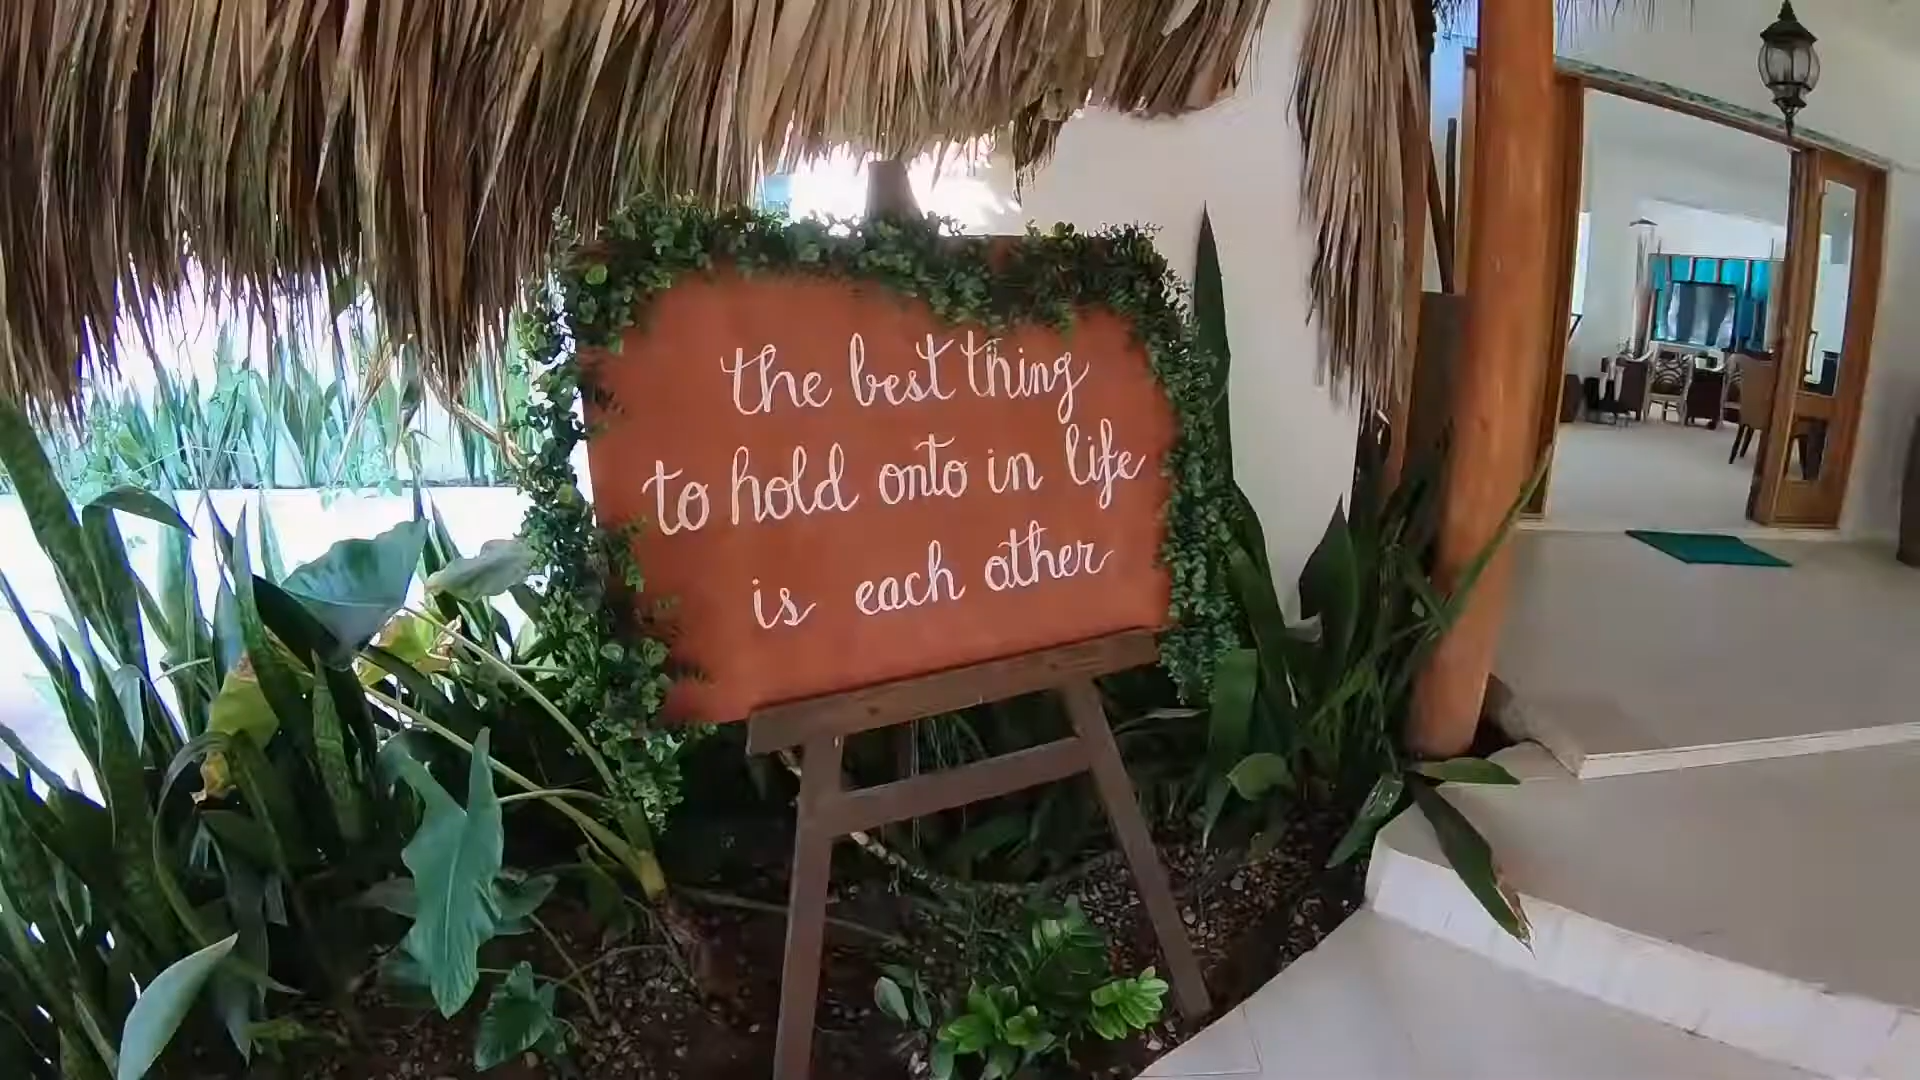 the best thing
to hold onto in life
is each other